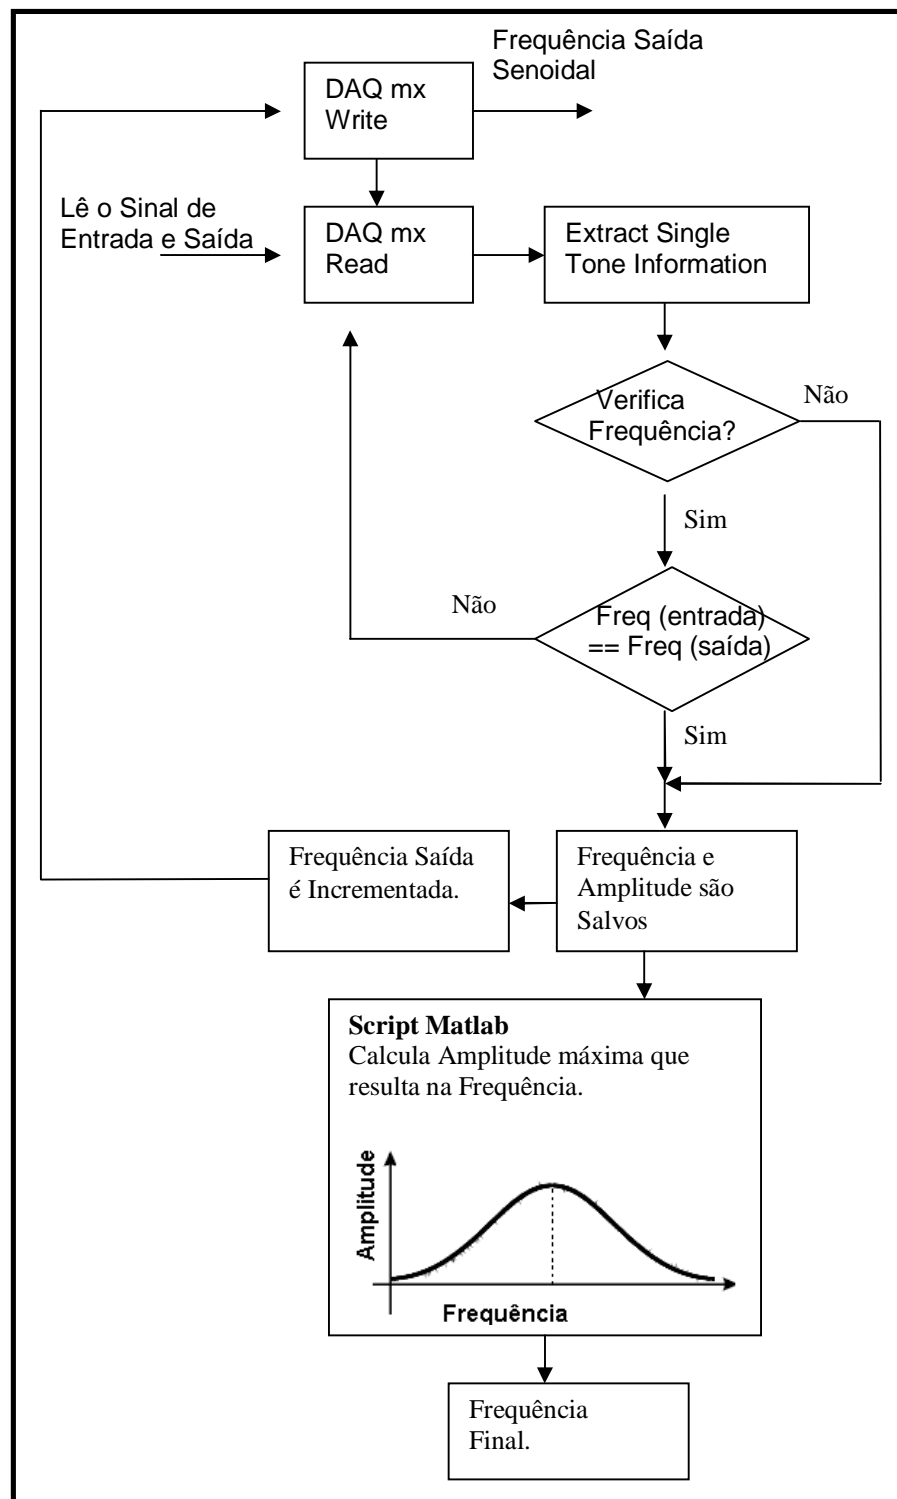 Frequência Saída
Senoidal
DAQ mx
Write
Lê o Sinal de
Entrada e Saída
DAQ mx
Read
Extract Single
Tone Information
Verifica
Frequência?
Não
Sim
Não
Freq (entrada)
== Freq (saída)
Sim
Frequência Saída
é Incrementada.
Frequência e
Amplitude são
Salvos
Script Matlab
Calcula Amplitude máxima que
resulta na Frequência.
Amplitude
Frequência
Frequência
Final.